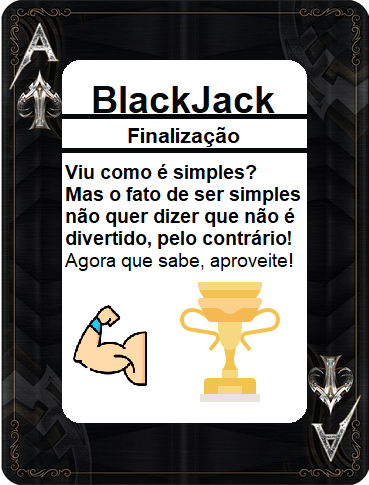 A
BlackJack
Finalização
Viu como é simples?
Mas o fato de ser simples
não quer dizer que não é
divertido, pelo contrário!
Agora que sabe, aproveite!
A